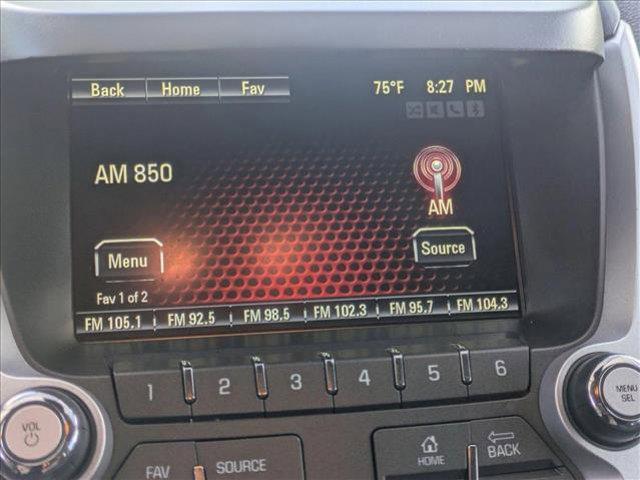 Back Home Fav 75°F 8:27 PM
AM 850
AM
Menu Source
Fav 1 of 2
FM 105.1 FM 92.5 FM 98.5 FM 102.3 FM 95.7 FM 104.3
1 2 3 4 5 6
VOL
MENU
SEL
FAV SOURCE HOME BACK